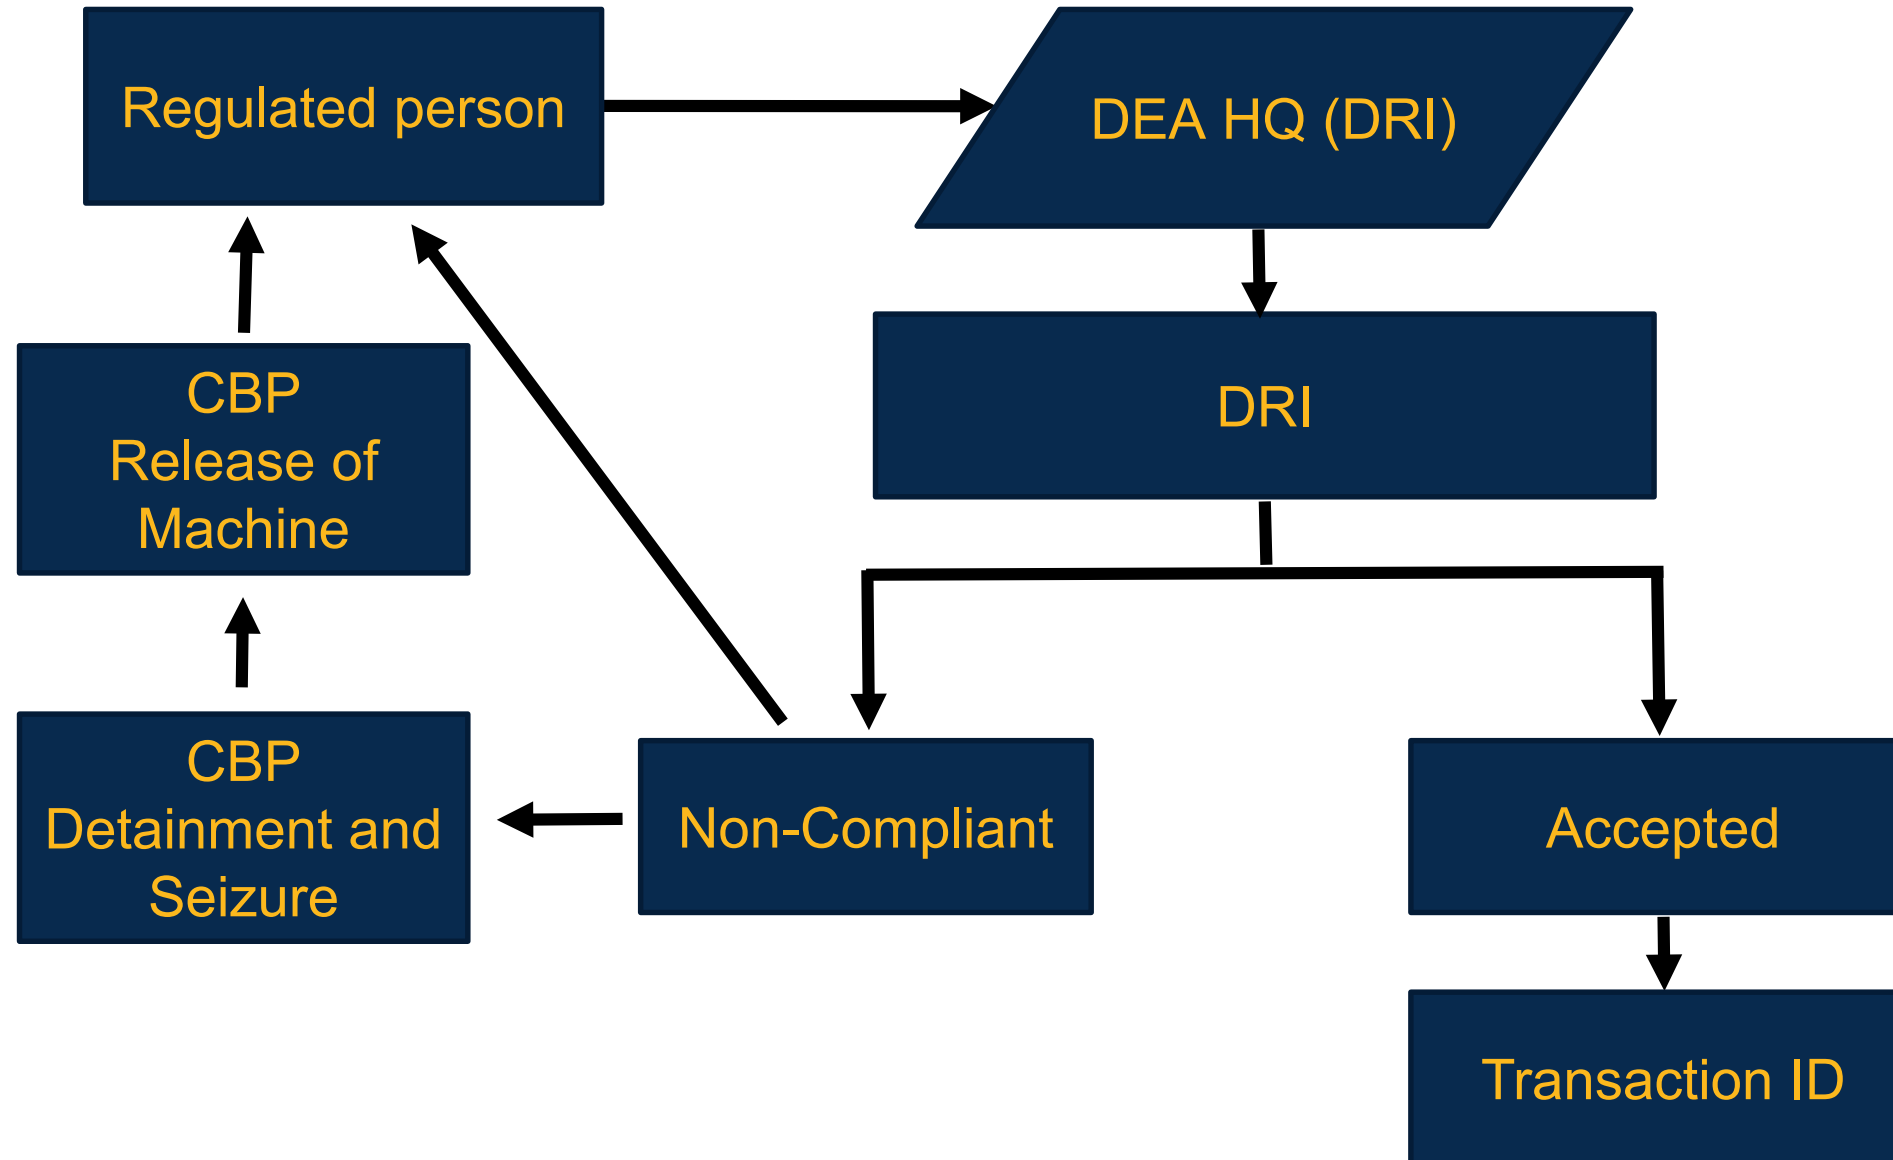 Regulated person
DEA HQ (DRI)
DRI
CBP
Release of
Machine
CBP
Detainment and
Seizure
Non-Compliant
Accepted
Transaction ID